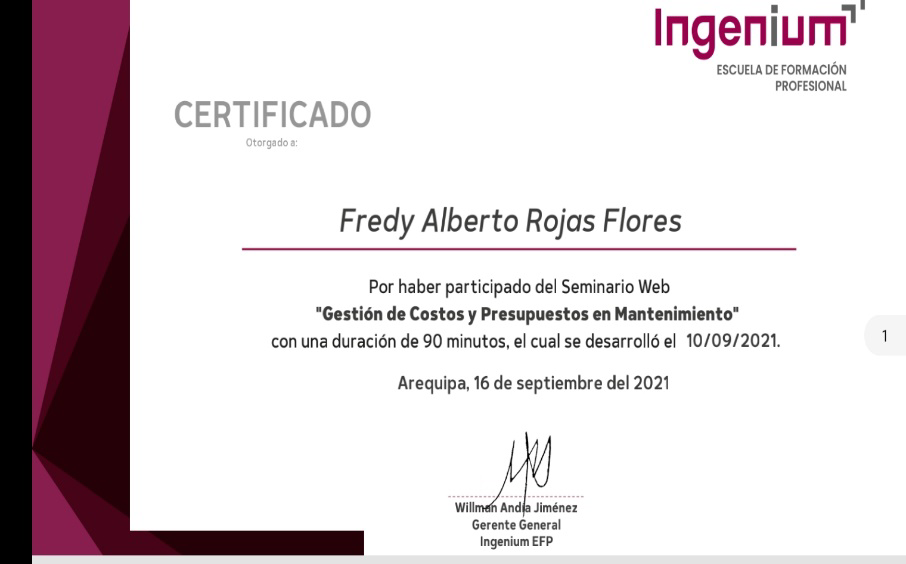 Ingenium
ESCUELA DE FORMACIÓN
PROFESIONAL
CERTIFICADO
Otorgado a:
Fredy Alberto Rojas Flores
Por haber participado del Seminario Web
"Gestión de Costos y Presupuestos en Mantenimiento"
con una duración de 90 minutos, el cual se desarrolló el 10/09/2021.
1
Arequipa, 16 de septiembre del 2021
Willman Andía Jiménez
Gerente General
Ingenium EFP